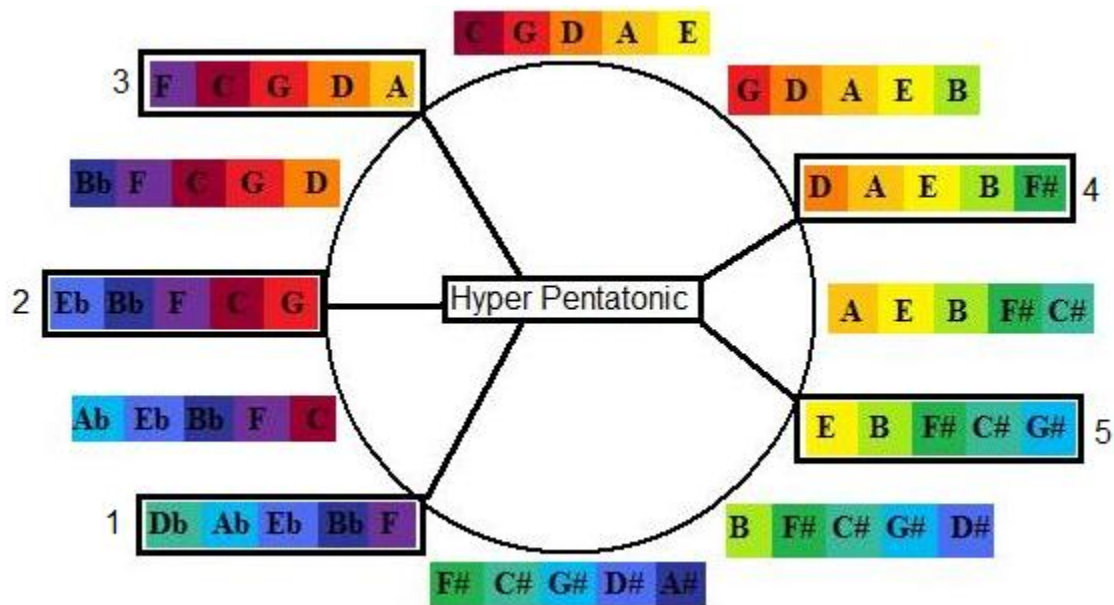 C G D A E
3 F C G D A
G D A E B
Bb F C G D
D A E B F# 4
2 Eb Bb F C G
Hyper Pentatonic
A E B F# C#
Ab Eb Bb F C
E B F# C# G# 5
1 Db Ab Eb Bb F
B F# C# G# D#
F# C# G# D# A#